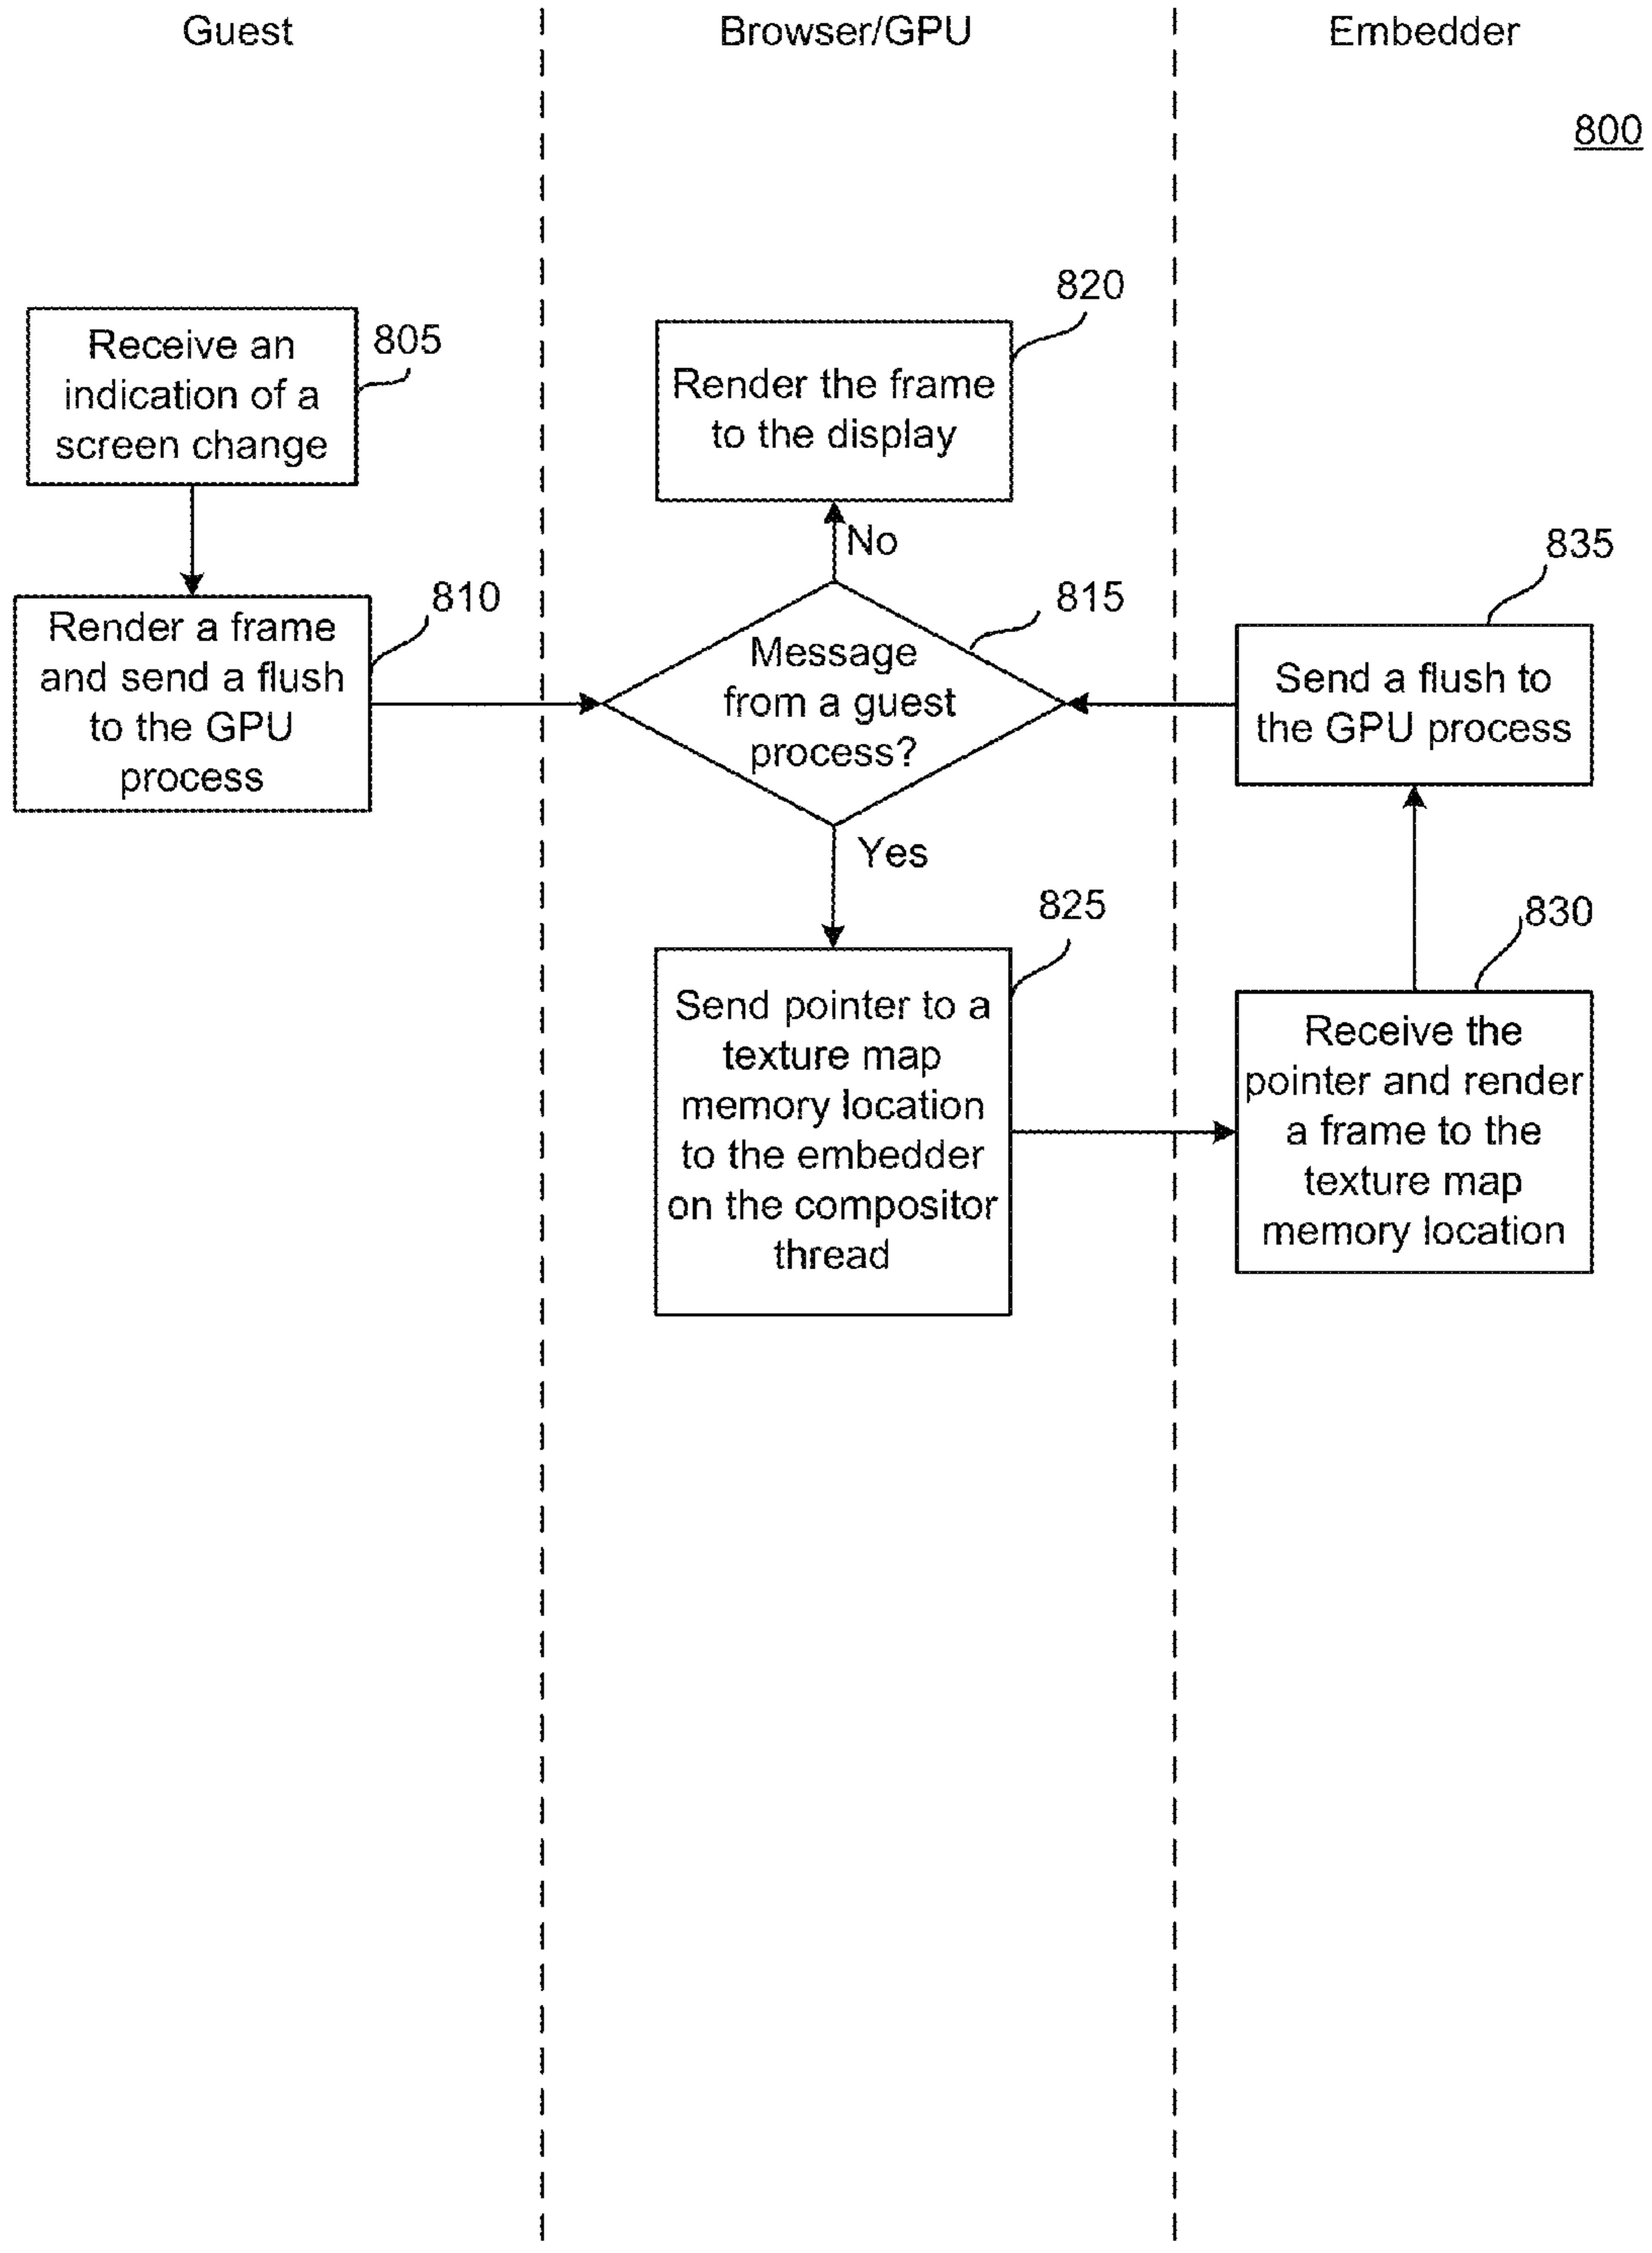 Guest
Browser/GPU
Embedder
800
Receive an
indication of a
screen change
805
Render a frame
and send a flush
to the GPU
process
810
820
Render the frame
to the display
No
815
Message
from a guest
process?
Yes
825
Send pointer to a
texture map
memory location
to the embedder
on the compositor
thread
835
Send a flush to
the GPU process
830
Receive the
pointer and render
a frame to the
texture map
memory location